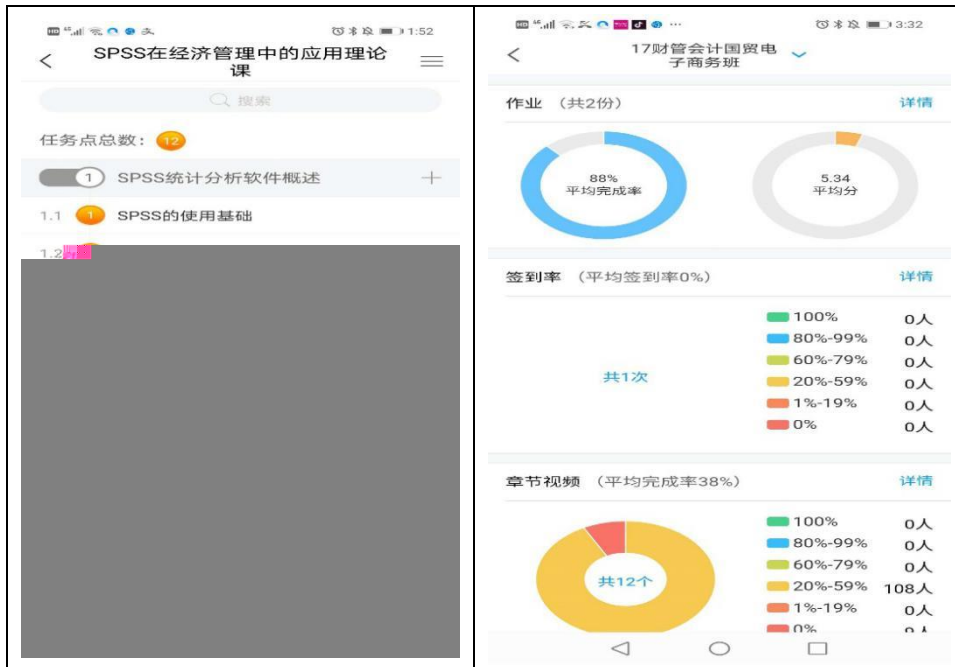 1:52
SPSS在经济管理中的应用理论
课
搜索
任务点总数： 12
1 SPSS统计分析软件概述
1.1 1 SPSS的使用基础
1.2
3:32
17财管会计国贸电
子商务班
作业 （共2份） 详情
88%
平均完成率
5.34
平均分
签到率 （平均签到率0%） 详情
共1次
100% 0人
80%-99% 0人
60%-79% 0人
20%-59% 0人
1%-19% 0人
0% 0人
章节视频 （平均完成率38%） 详情
共12个
100% 0人
80%-99% 0人
60%-79% 0人
20%-59% 108人
1%-19% 0人
0%